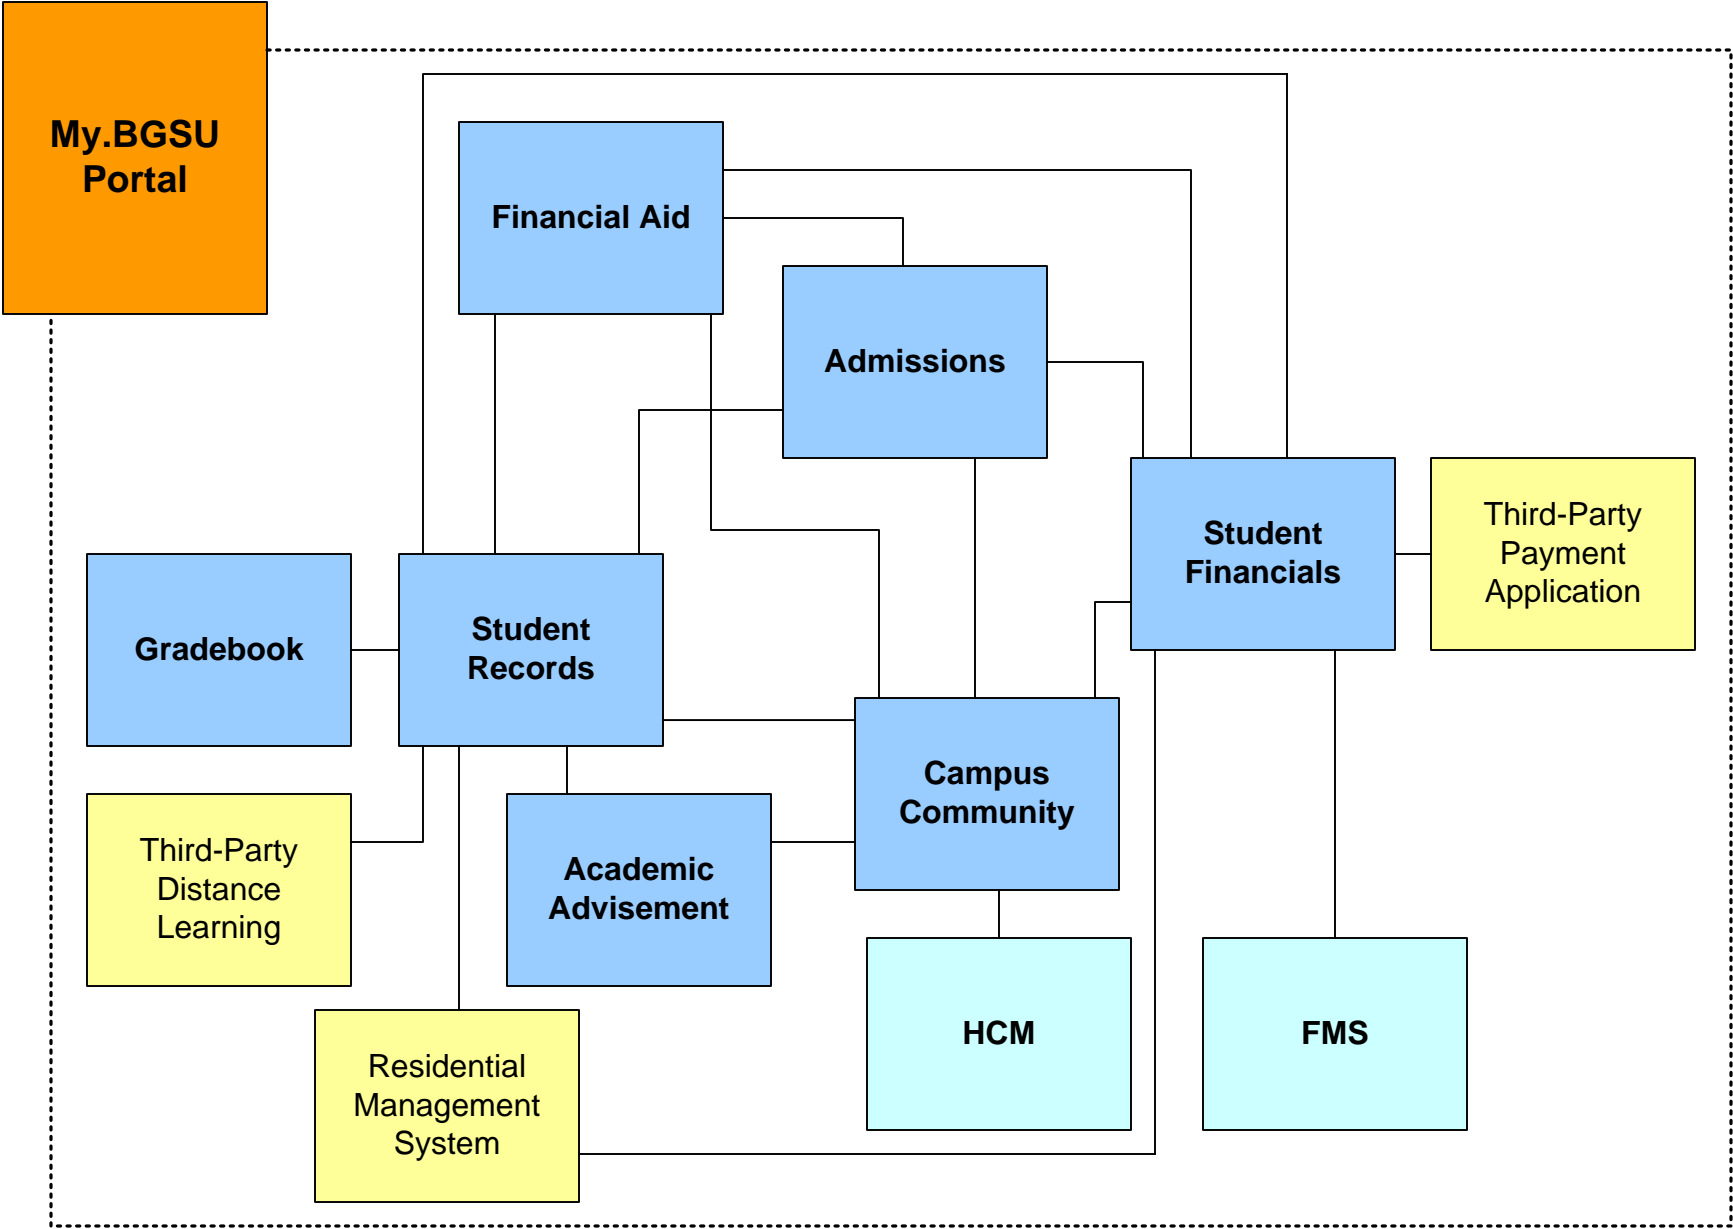 My.BGSU
Portal
Financial Aid
Admissions
Student
Financials
Third-Party
Payment
Application
Gradebook
Student
Records
Campus
Community
Third-Party
Distance
Learning
Academic
Advisement
HCM
FMS
Residential
Management
System